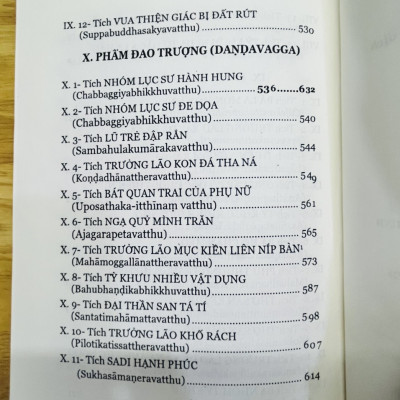 IX. 12- Tích VUA THIỆN GIÁC BỊ ĐẤT RÚT
(Suppabuddhasakyavatthu) ........ 530
X. PHẨM ĐAO TRƯỢNG (DAṆḌAVAGGA)
X. 1- Tích NHÓM LỤC SƯ HÀNH HUNG
(Chabbaggiyabhikkhuvatthu) ........ 536.......632
X. 2- Tích NHÓM LỤC SƯ ĐE DỌA
(Chabbaggiyabhikkhuvatthu) ........ 540
X. 3- Tích LŨ TRẺ ĐẬP RẮN
(Sambahulakumārakavatthu) ........ 544
X. 4- Tích TRƯỞNG LÃO KON ĐÁ THA NÁ
(Koṇḍadhānattheravatthu) ........ 549
X. 5- Tích BÁT QUAN TRAI CỦA PHỤ NỮ
(Uposathaka-itthīnaṃ vatthu) ........ 561
X. 6- Tích NGẠ QUỶ MÌNH TRĂN
(Ajagarapetavatthu) ........ 565
X. 7- Tích TRƯỞNG LÃO MỤC KIỀN LIÊN NÍP BÀN
(Mahāmoggallānattheravatthu) ........ 573
X. 8- Tích TỲ KHƯU NHIỀU VẬT DỤNG
(Bahubhaṇḍikabhikkhuvatthu) ........ 587
X. 9- Tích ĐẠI THẦN SAN TÁ TÍ
(Santatimahāmattavatthu) ........ 598
X. 10- Tích TRƯỞNG LÃO KHỐ RÁCH
(Pilotikatissattheravatthu) ........ 607
X. 11- Tích SADI HẠNH PHÚC
(Sukhasāmaṇeravatthu) ........ 614